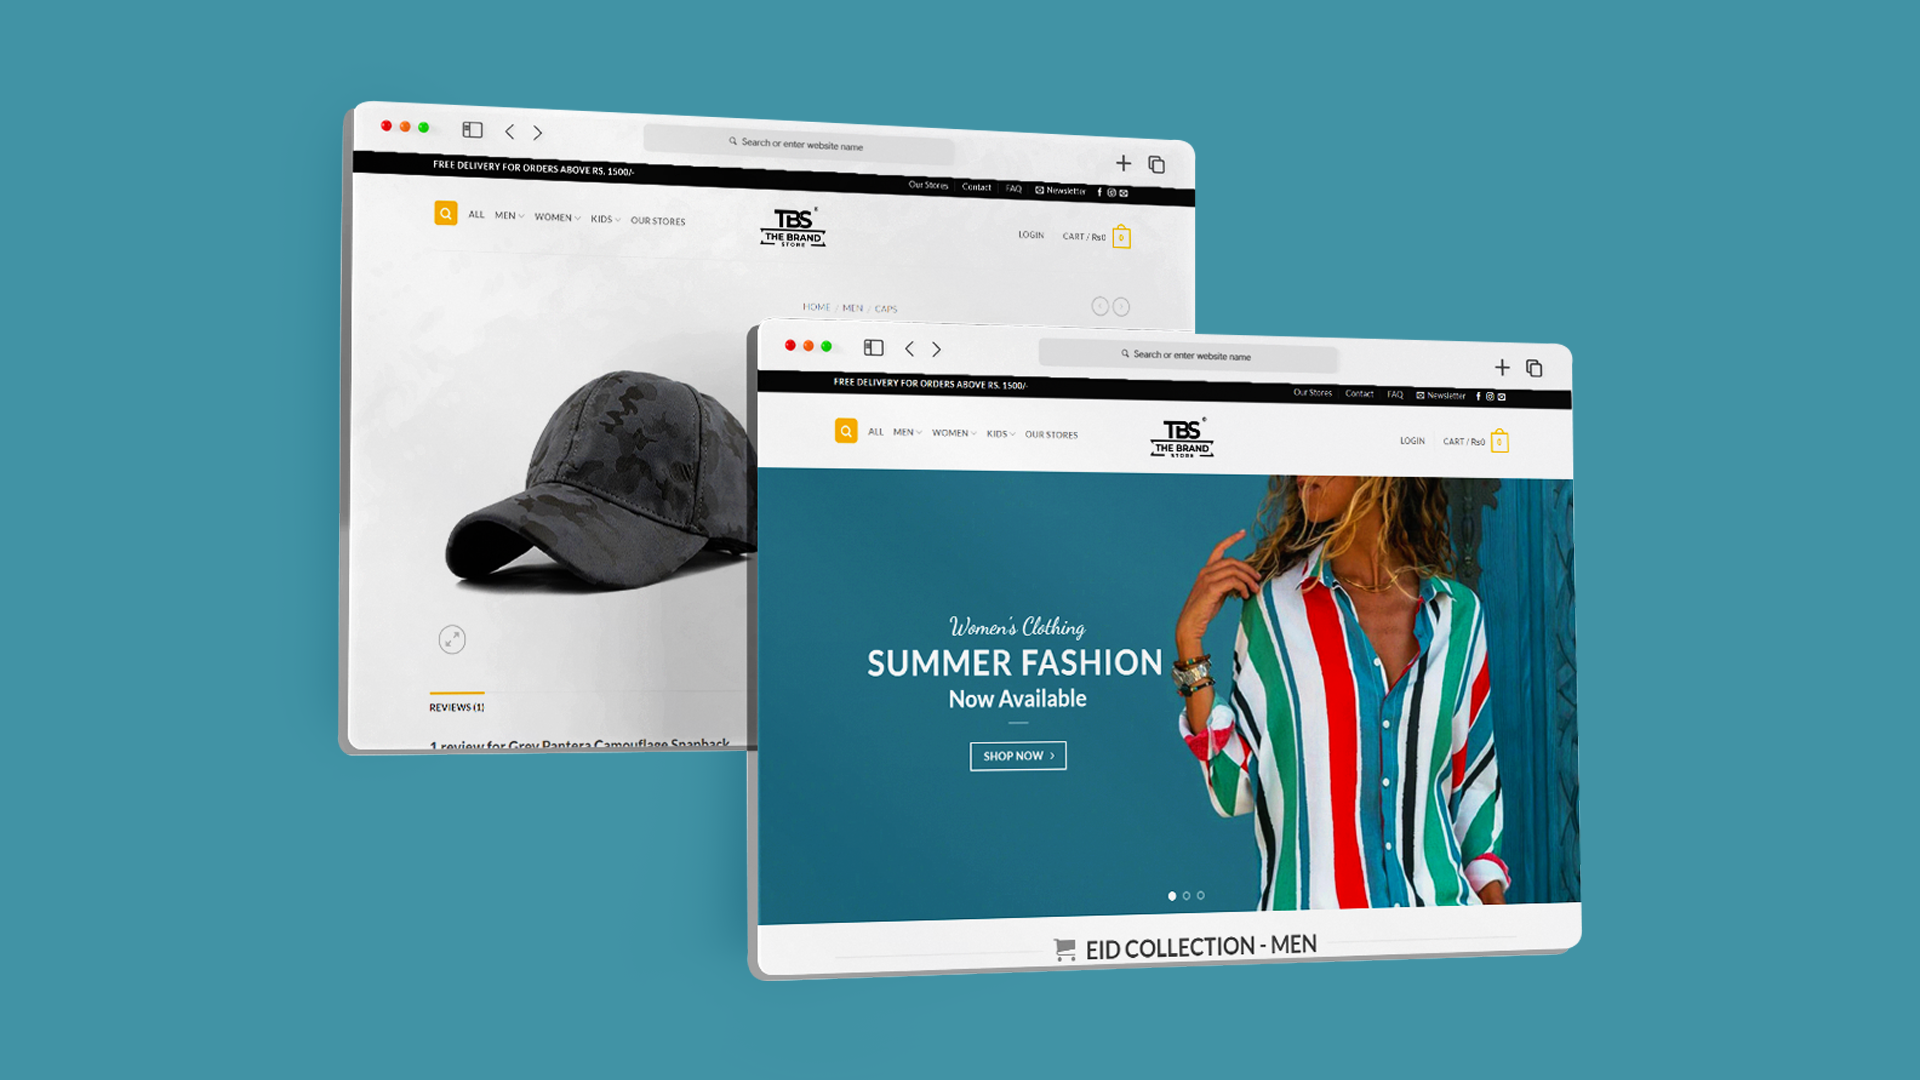 Search or enter website name
FREE DELIVERY FOR ORDERS ABOVE RS. 1500/-
Our Stores Contact FAQ Newsletter
ALL MEN WOMEN KIDS OUR STORES
TBS®
THE BRAND
STORE
LOGIN CART / Rs0 0
HOME / MEN / CAPS
REVIEWS (1)
1 review for Grey Pantera Camouflage Snapback
Search or enter website name
FREE DELIVERY FOR ORDERS ABOVE RS. 1500/-
Our Stores Contact FAQ Newsletter
ALL MEN WOMEN KIDS OUR STORES
TBS®
THE BRAND
STORE
LOGIN CART / Rs0 0
Women's Clothing
SUMMER FASHION
Now Available
SHOP NOW
EID COLLECTION - MEN